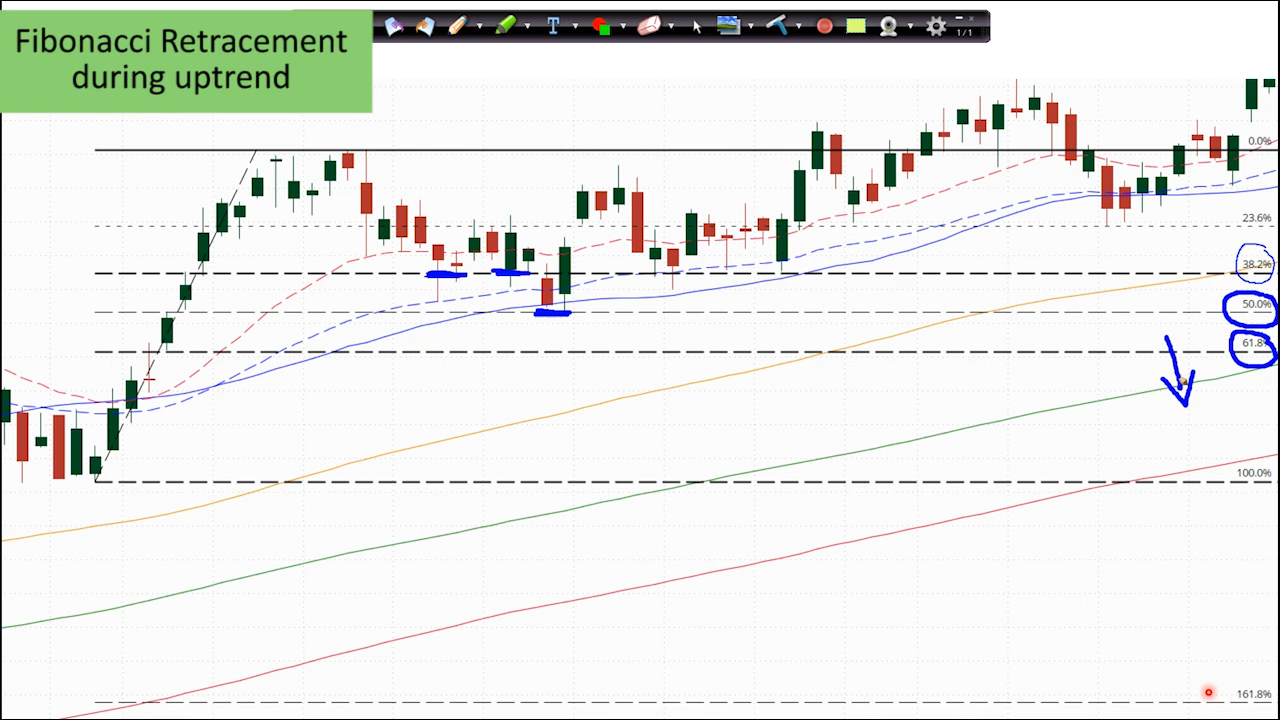 Fibonacci Retracement
during uptrend
T
1/1
0.0%
23.6%
38.2%
50.0%
61.8%
100.0%
161.8%